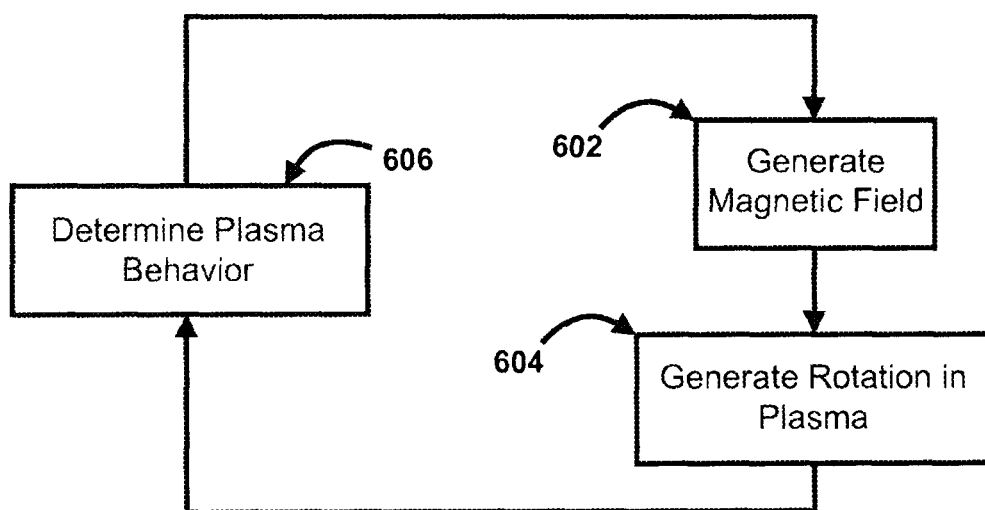 606
Determine Plasma
Behavior
602
Generate
Magnetic Field
604
Generate Rotation in
Plasma